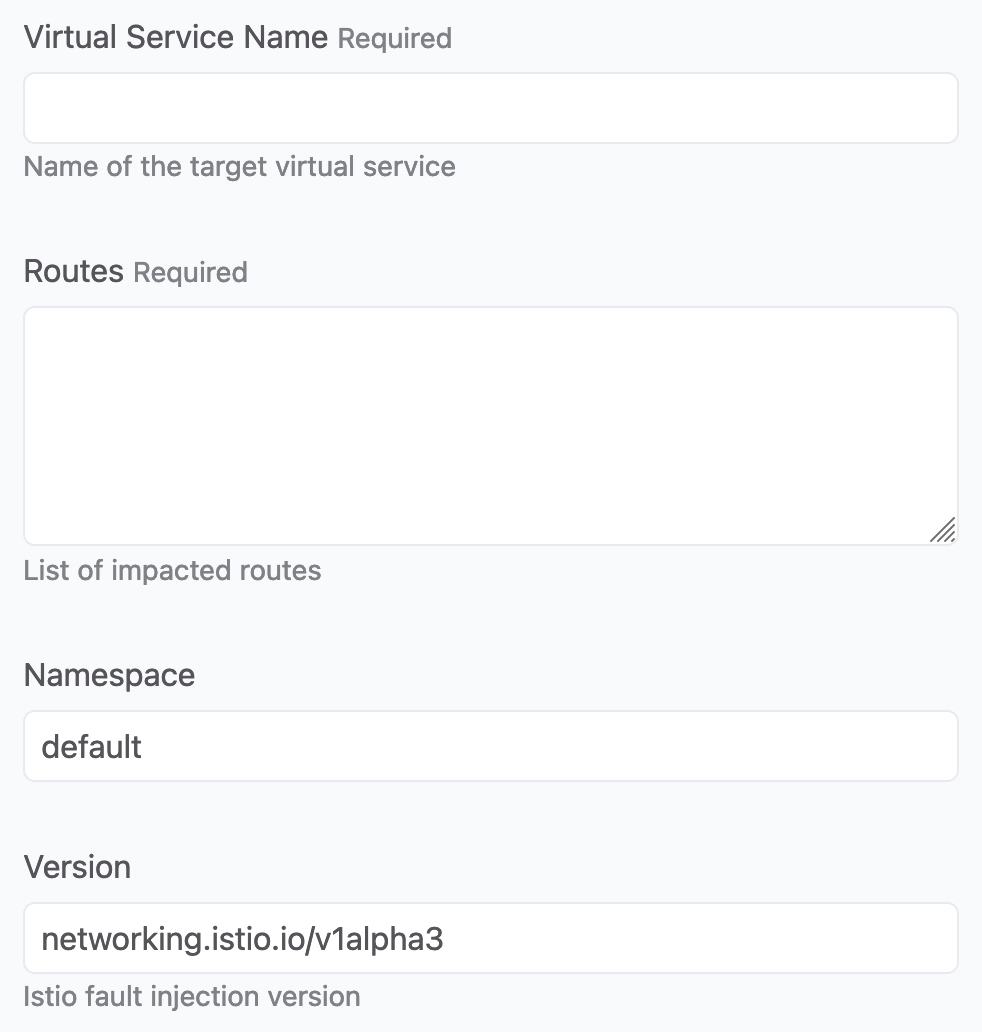 Virtual Service Name Required
Name of the target virtual service
Routes Required
List of impacted routes
Namespace
default
Version
networking.istio.io/v1alpha3
Istio fault injection version